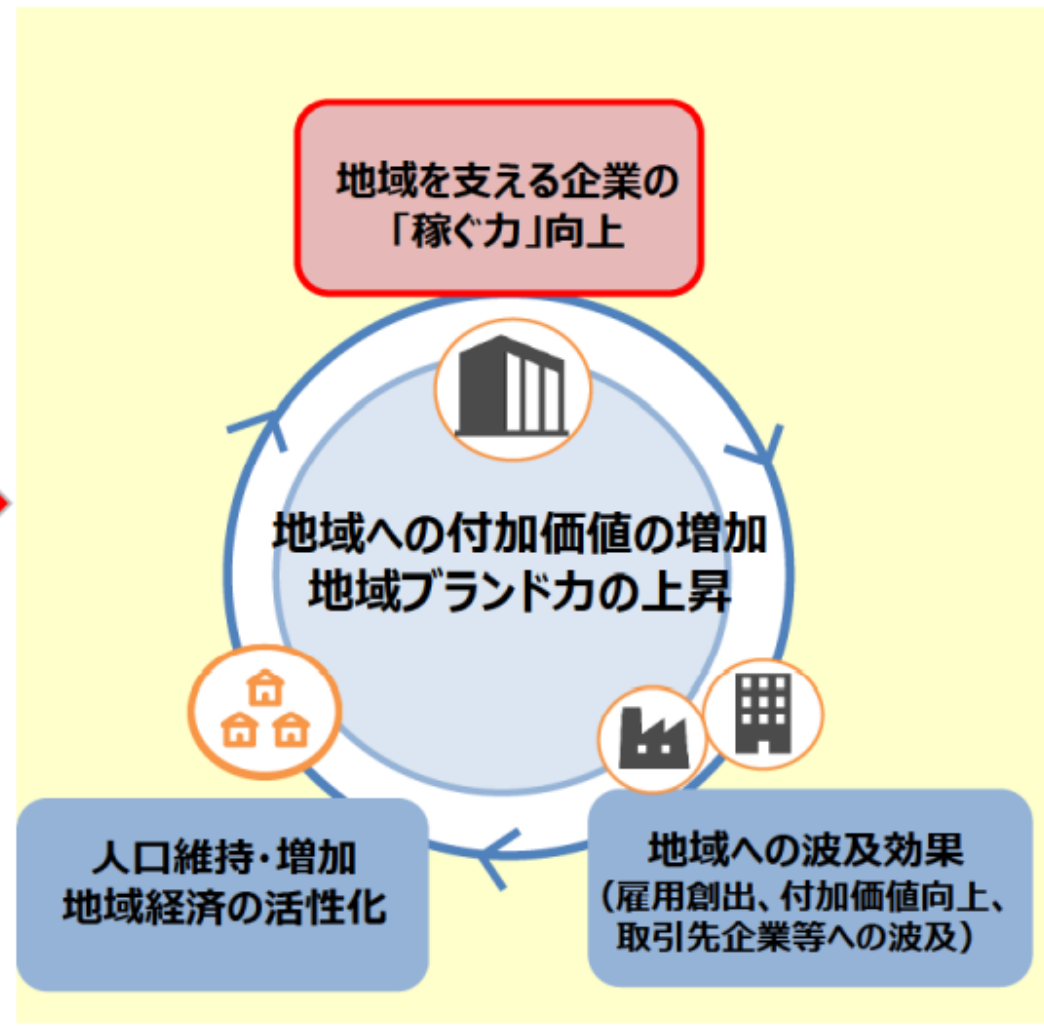 地域を支える企業の
「稼ぐ力」向上
地域への付加価値の増加
地域ブランド力の上昇
人口維持・増加
地域経済の活性化
地域への波及効果
（雇用創出、付加価値向上、
取引先企業等への波及）